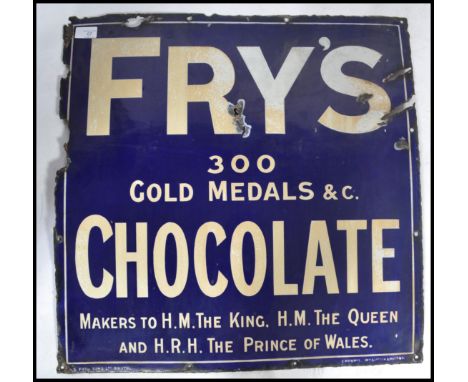 FRY'S
300
GOLD MEDALS & C.
CHOCOLATE
MAKERS TO H.M. THE KING, H.M. THE QUEEN
AND H.R.H. THE PRINCE OF WALES.